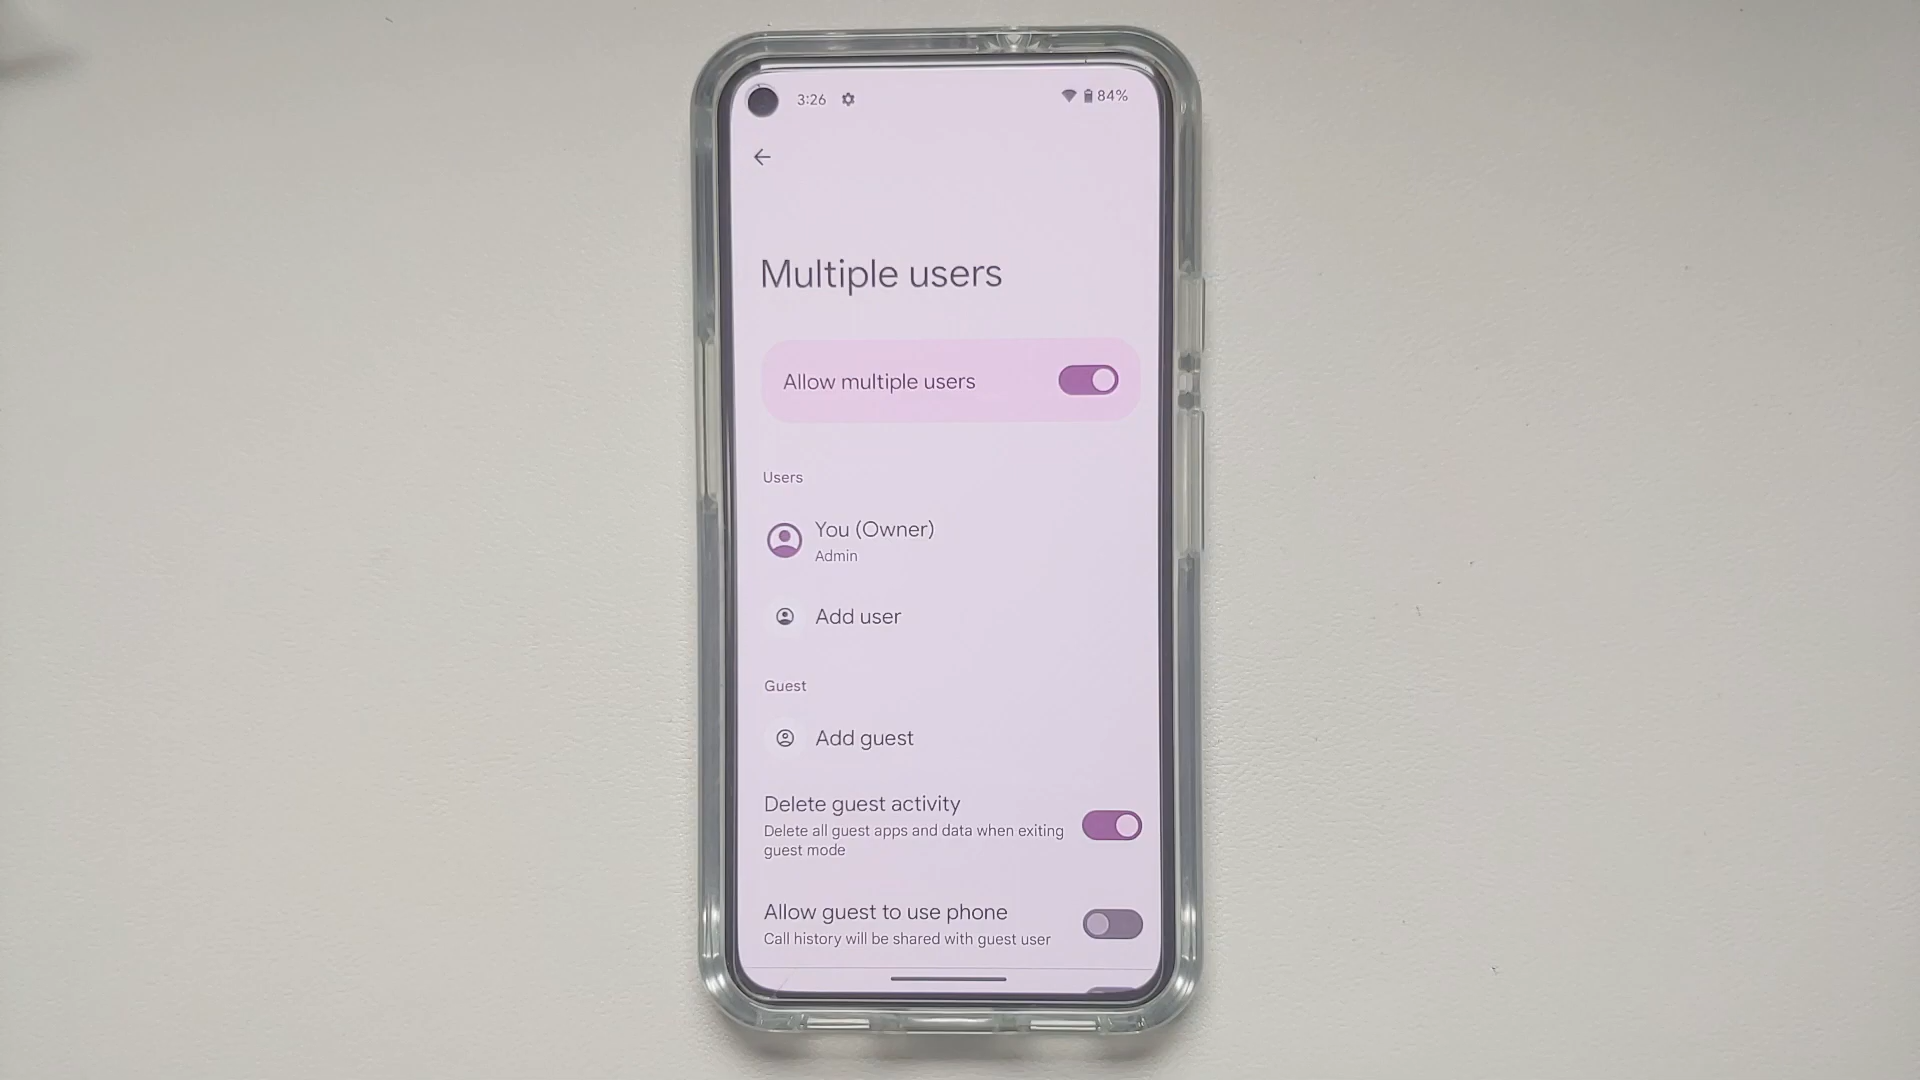 3:26 84%
Multiple users
Allow multiple users
Users
You (Owner)
Admin
Add user
Guest
Add guest
Delete guest activity
Delete all guest apps and data when exiting
guest mode
Allow guest to use phone
Call history will be shared with guest user